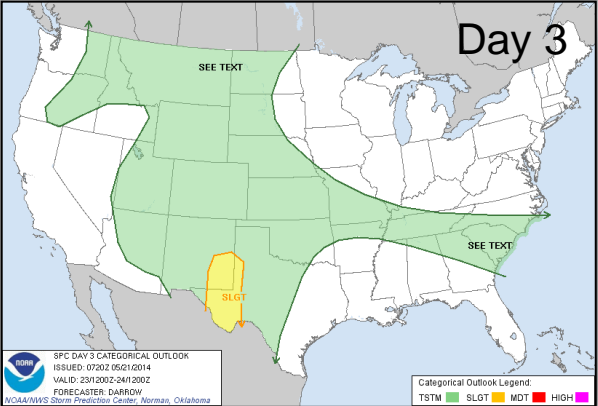 Day 3
SEE TEXT
SEE TEXT
SLGT
NOAA
SPC DAY 3 CATEGORICAL OUTLOOK
ISSUED: 0720Z 05/21/2014
VALID: 23/1200Z-24/1200Z
FORECASTER: DARROW
NOAA/NWS Storm Prediction Center, Norman, Oklahoma
Categorical Outlook Legend:
TSTM SLGT MDT HIGH